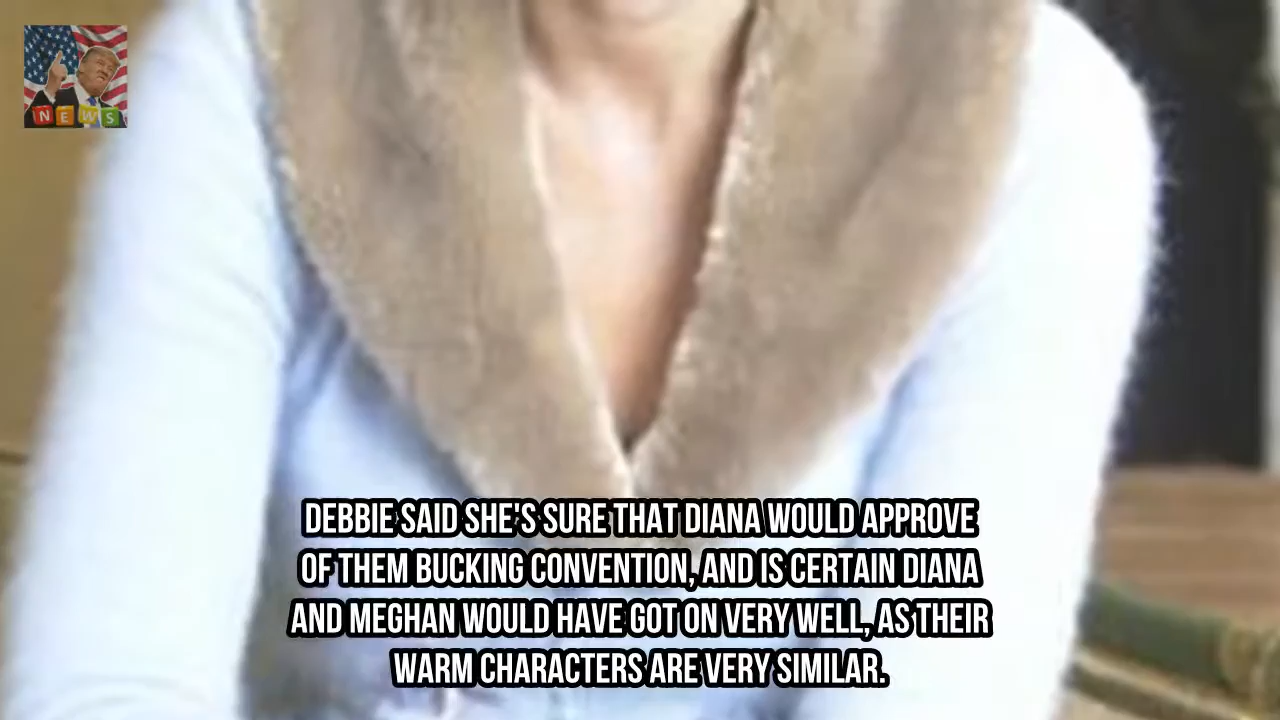 NEWS
DEBBIE SAID SHE'S SURE THAT DIANA WOULD APPROVE
OF THEM BUCKING CONVENTION, AND IS CERTAIN DIANA
AND MEGHAN WOULD HAVE GOT ON VERY WELL, AS THEIR
WARM CHARACTERS ARE VERY SIMILAR.